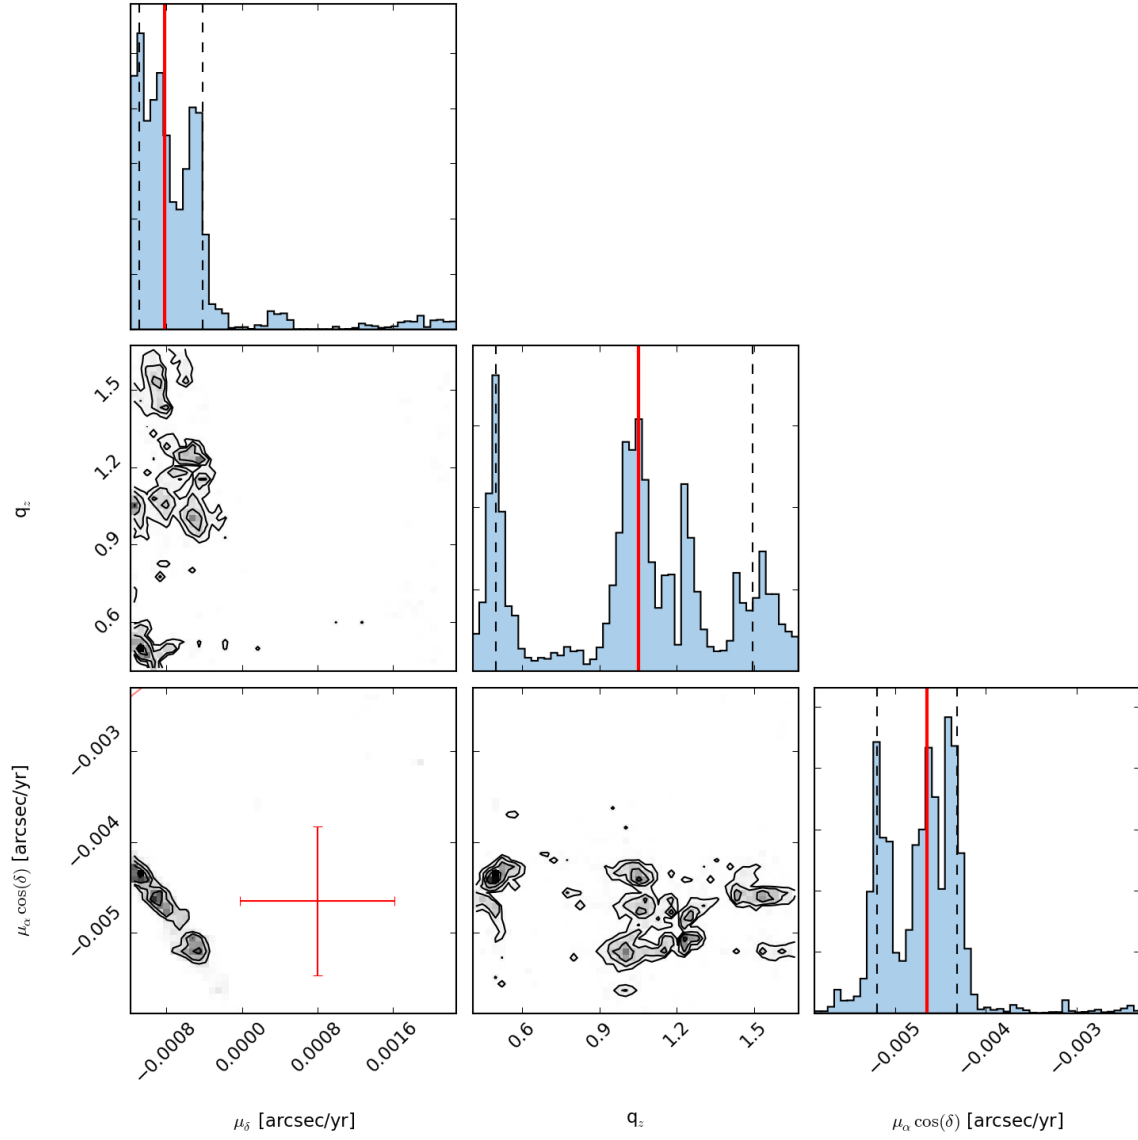 1.5
1.2
0.9
0.6
q_z
−0.003
−0.004
−0.005
μ_α cos(δ) [arcsec/yr]
−0.0008 0.0000 0.0008 0.0016
0.6 0.9 1.2 1.5
−0.005 −0.004 −0.003
μ_δ [arcsec/yr]
q_z
μ_α cos(δ) [arcsec/yr]